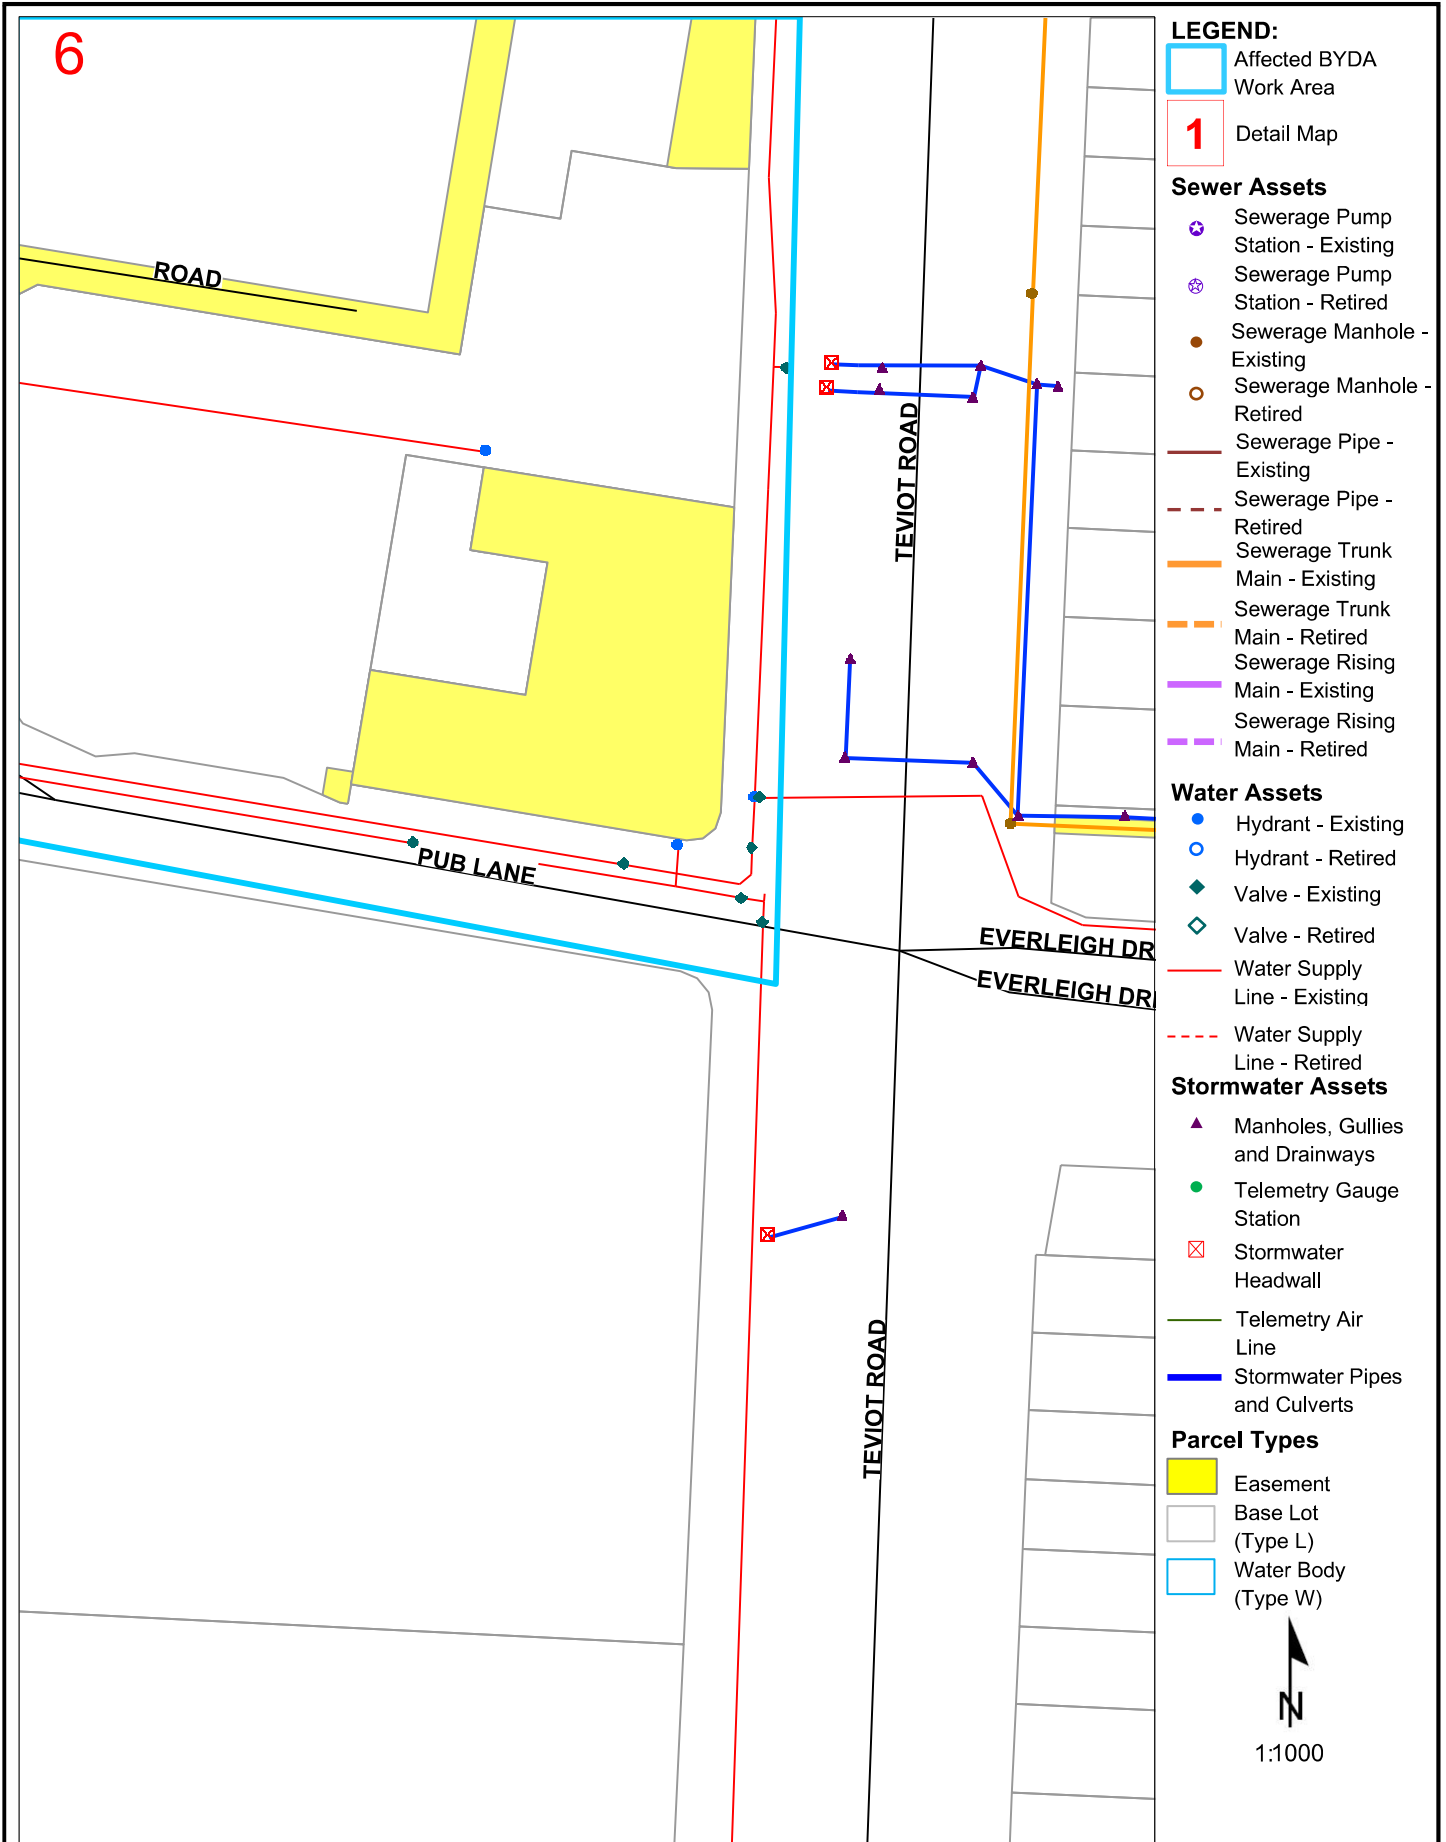 6
ROAD
TEVIOT ROAD
PUB LANE
EVERLEIGH DR
EVERLEIGH DRI
TEVIOT ROAD
LEGEND:
Affected BYDA
Work Area
1
Detail Map
Sewer Assets
Sewerage Pump
Station - Existing
Sewerage Pump
Station - Retired
Sewerage Manhole -
Existing
Sewerage Manhole -
Retired
Sewerage Pipe -
Existing
Sewerage Pipe -
Retired
Sewerage Trunk
Main - Existing
Sewerage Trunk
Main - Retired
Sewerage Rising
Main - Existing
Sewerage Rising
Main - Retired
Water Assets
Hydrant - Existing
Hydrant - Retired
Valve - Existing
Valve - Retired
Water Supply
Line - Existing
Water Supply
Line - Retired
Stormwater Assets
Manholes, Gullies
and Drainways
Telemetry Gauge
Station
Stormwater
Headwall
Telemetry Air
Line
Stormwater Pipes
and Culverts
Parcel Types
Easement
Base Lot
(Type L)
Water Body
(Type W)
N
1:1000